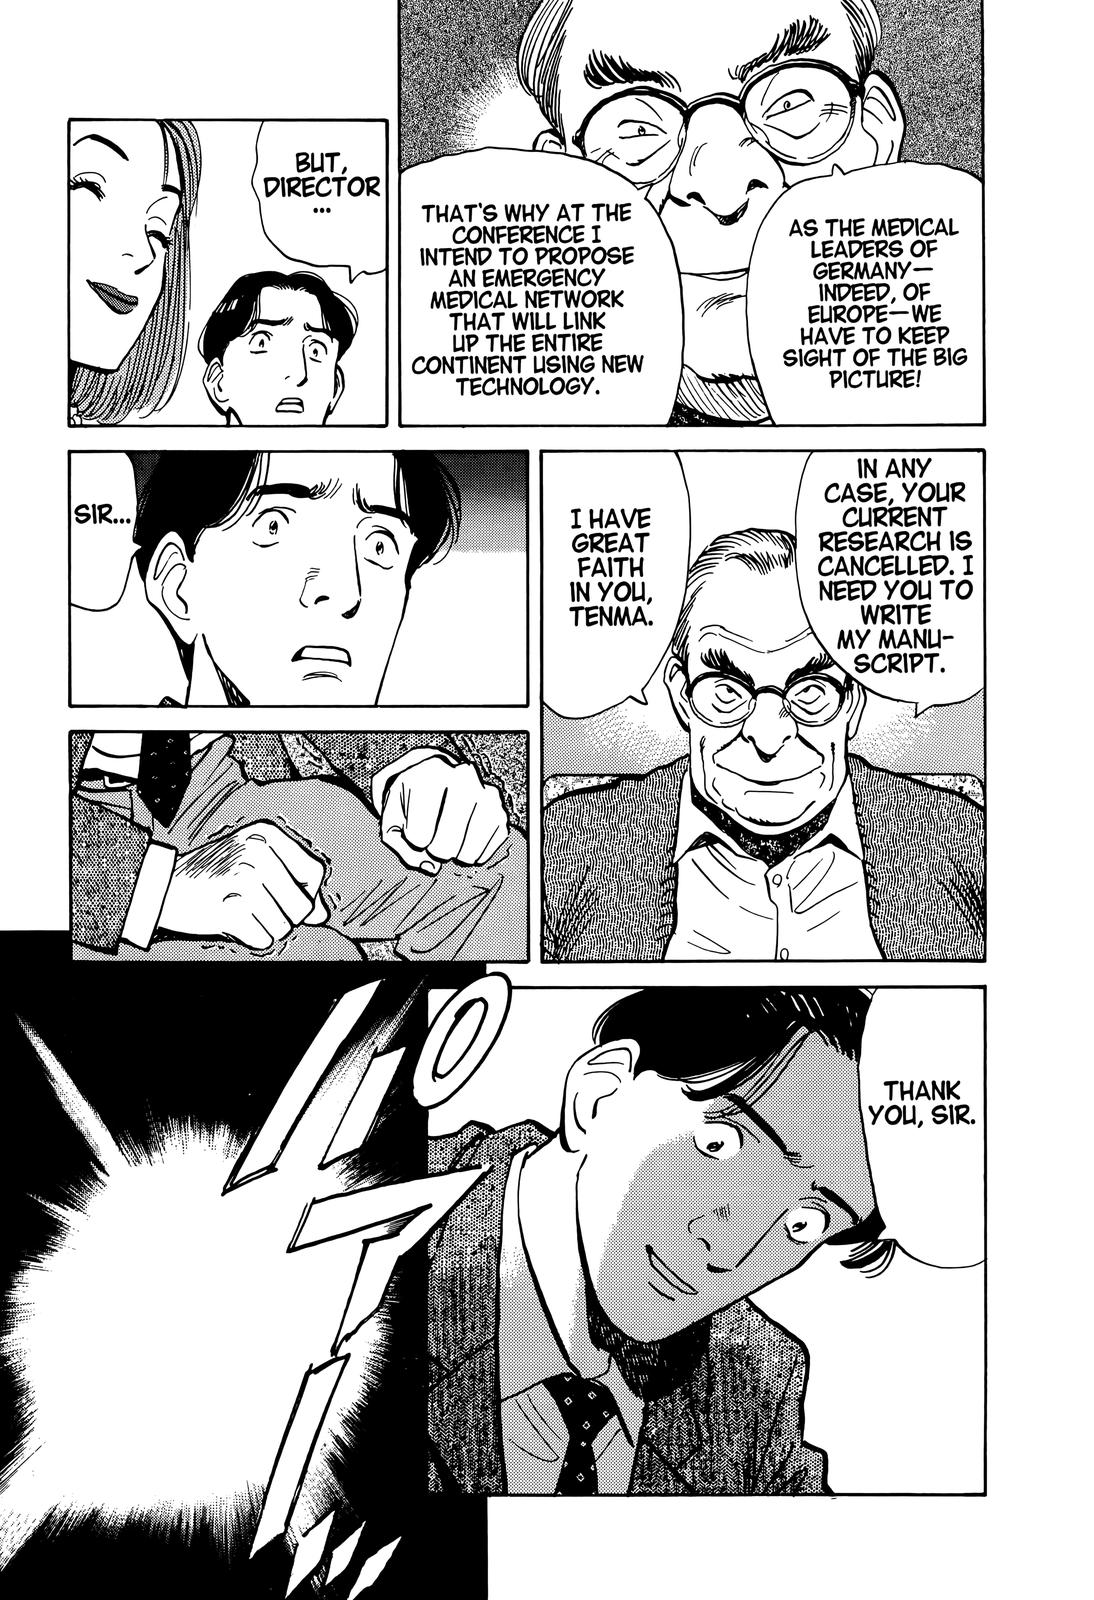 AS THE MEDICAL
LEADERS OF
GERMANY—
INDEED, OF
EUROPE—WE
HAVE TO KEEP
SIGHT OF THE BIG
PICTURE!
THAT'S WHY AT THE
CONFERENCE I
INTEND TO PROPOSE
AN EMERGENCY
MEDICAL NETWORK
THAT WILL LINK
UP THE ENTIRE
CONTINENT USING NEW
TECHNOLOGY.
BUT,
DIRECTOR
...
IN ANY
CASE, YOUR
CURRENT
RESEARCH IS
CANCELLED. I
NEED YOU TO
WRITE
MY MANU-
SCRIPT.
I HAVE
GREAT
FAITH
IN YOU,
TENMA.
SIR...
THANK
YOU, SIR.
パアー